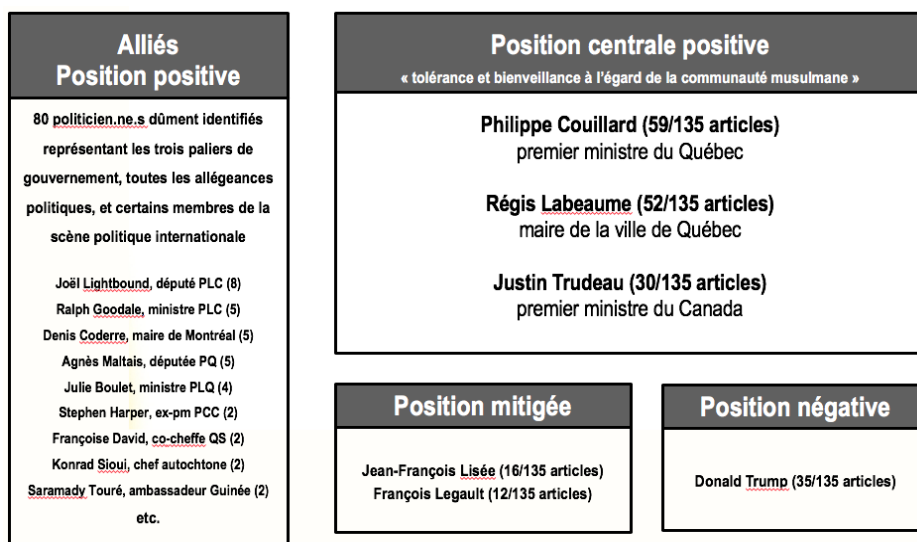 Alliés
Position positive
80 politicien.ne.s dûment identifiés
représentant les trois paliers de
gouvernement, toutes les allégeances
politiques, et certains membres de la
scène politique internationale
Joël Lightbound, député PLC (8)
Ralph Goodale, ministre PLC (5)
Denis Coderre, maire de Montréal (5)
Agnès Maltais, députée PQ (5)
Julie Boulet, ministre PLQ (4)
Stephen Harper, ex-pm PCC (2)
Françoise David, co-cheffe QS (2)
Konrad Sioui, chef autochtone (2)
Saramady Touré, ambassadeur Guinée (2)
etc.
Position centrale positive
« tolérance et bienveillance à l'égard de la communauté musulmane »
Philippe Couillard (59/135 articles)
premier ministre du Québec
Régis Labeaume (52/135 articles)
maire de la ville de Québec
Justin Trudeau (30/135 articles)
premier ministre du Canada
Position mitigée
Jean-François Lisée (16/135 articles)
François Legault (12/135 articles)
Position négative
Donald Trump (35/135 articles)